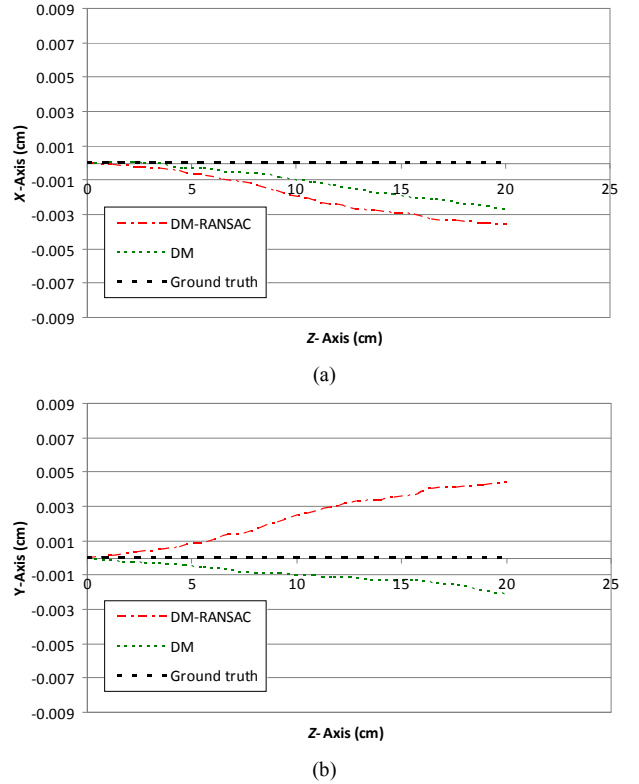 0.009
0.007
0.005
0.003
0.001
-0.001
-0.003
-0.005
-0.007
-0.009
X-Axis (cm)
0 5 10 15 20 25
DM-RANSAC
DM
Ground truth
Z- Axis (cm)
(a)
0.009
0.007
0.005
0.003
0.001
-0.001
-0.003
-0.005
-0.007
-0.009
Y-Axis (cm)
0 5 10 15 20 25
DM-RANSAC
DM
Ground truth
Z- Axis (cm)
(b)